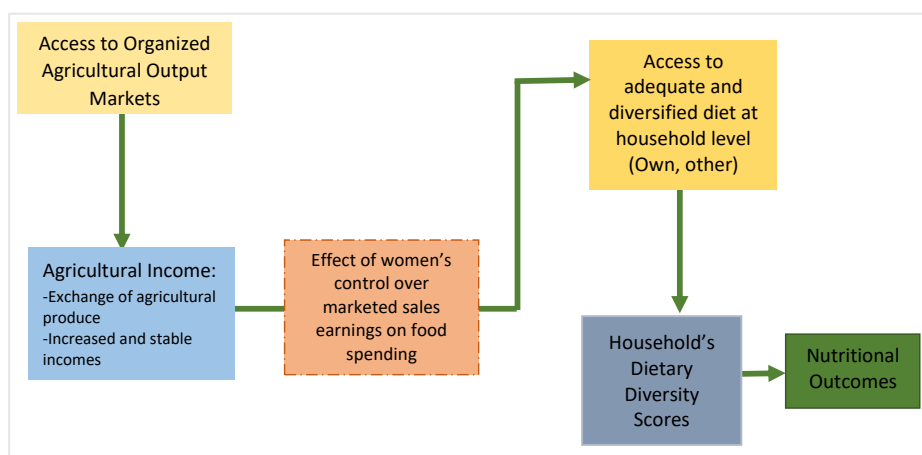 Access to Organized
Agricultural Output
Markets
Agricultural Income:
-Exchange of agricultural
produce
-Increased and stable
incomes
Effect of women’s
control over
marketed sales
earnings on food
spending
Access to
adequate and
diversified diet at
household level
(Own, other)
Household’s
Dietary
Diversity
Scores
Nutritional
Outcomes